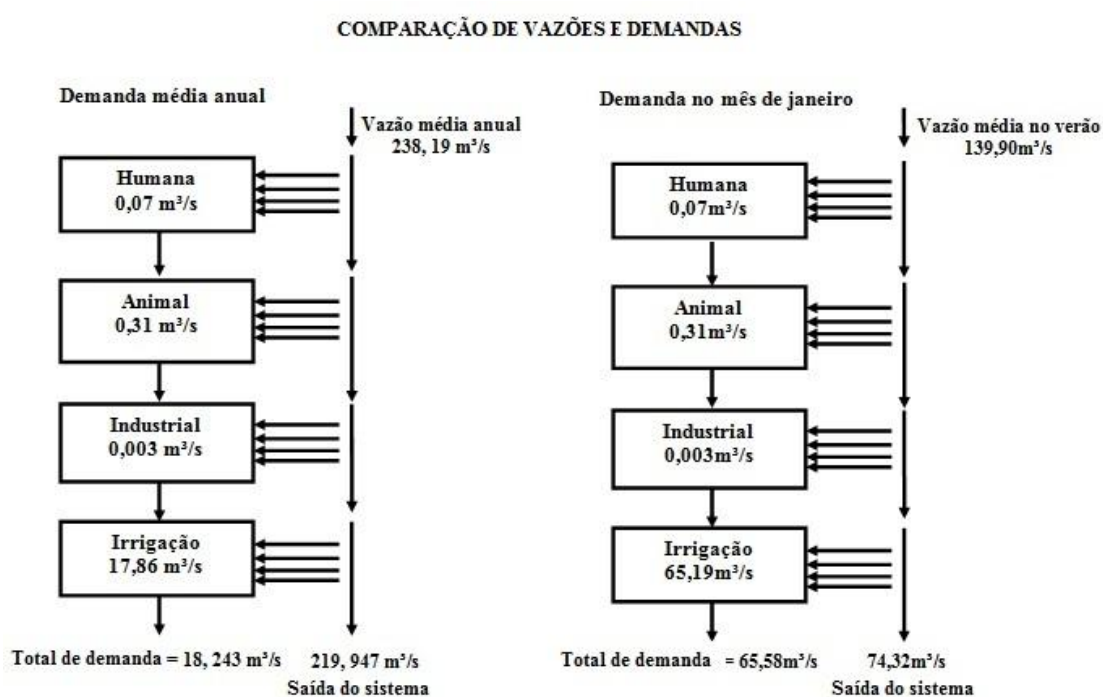 COMPARAÇÃO DE VAZÕES E DEMANDAS
Demanda média anual
Vazão média anual
238, 19 m³/s
Humana
0,07 m³/s
Animal
0,31 m³/s
Industrial
0,003 m³/s
Irrigação
17,86 m³/s
Total de demanda = 18, 243 m³/s
219, 947 m³/s
Saída do sistema
Demanda no mês de janeiro
Vazão média no verão
139,90m³/s
Humana
0,07m³/s
Animal
0,31m³/s
Industrial
0,003m³/s
Irrigação
65,19m³/s
Total de demanda = 65,58m³/s
74,32m³/s
Saída do sistema